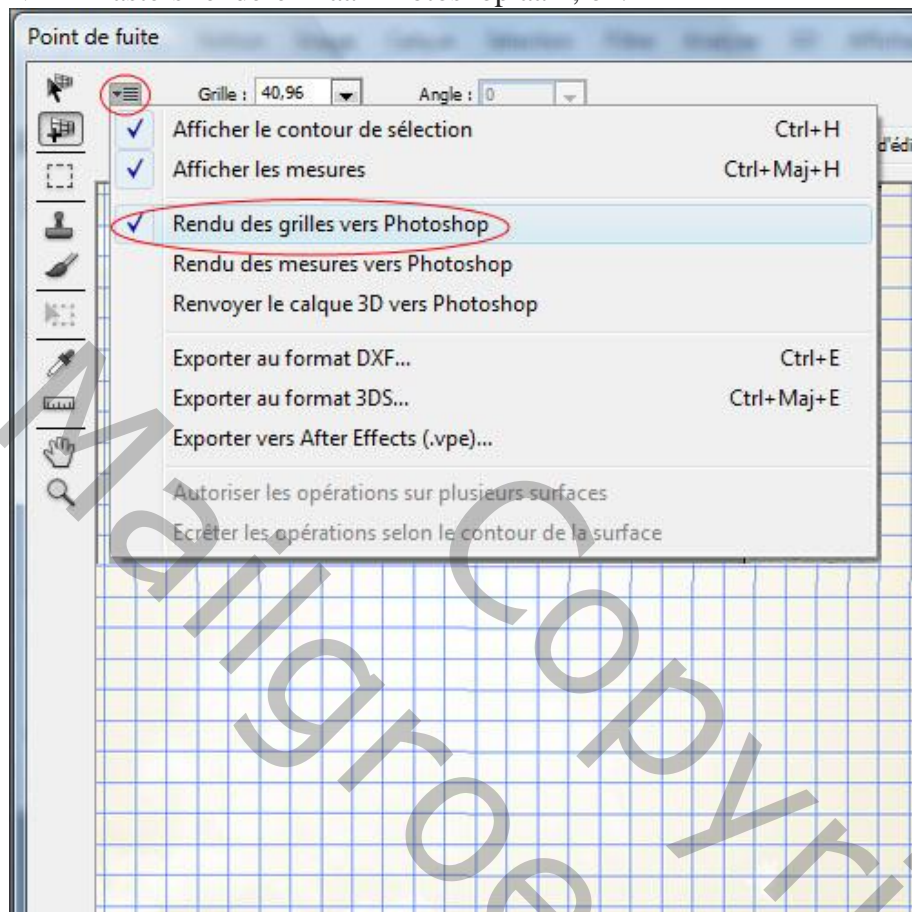 Point de fuite
Grille : 40,96 Angle : 0
Afficher le contour de sélection Ctrl+H
Afficher les mesures Ctrl+Maj+H
Rendu des grilles vers Photoshop
Rendu des mesures vers Photoshop
Renvoyer le calque 3D vers Photoshop
Exporter au format DXF... Ctrl+E
Exporter au format 3DS... Ctrl+Maj+E
Exporter vers After Effects (.vpe)...
Autoriser les opérations sur plusieurs surfaces
Ecrêter les opérations selon le contour de la surface